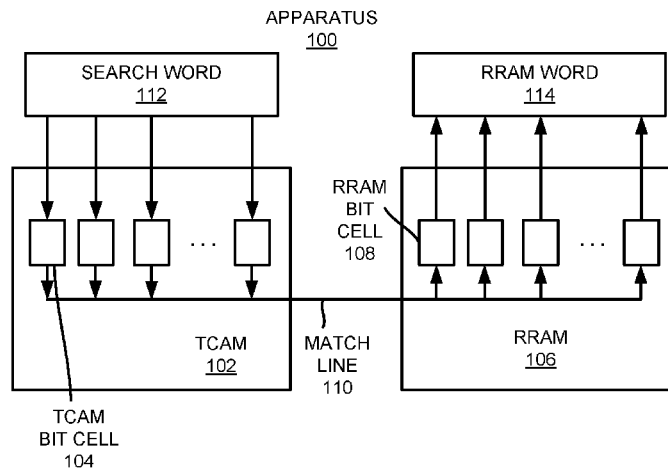 APPARATUS
100
SEARCH WORD
112
RRAM WORD
114
RRAM
BIT
CELL
108
. . .
. . .
TCAM
102
MATCH
LINE
110
RRAM
106
TCAM
BIT CELL
104